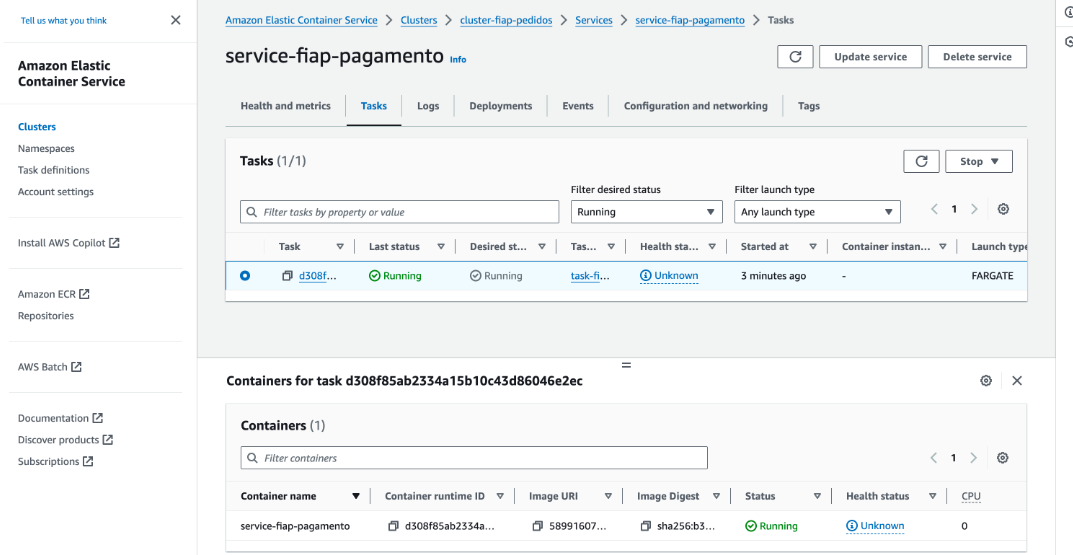 Tell us what you think
Amazon Elastic Container Service
Clusters
Namespaces
Task definitions
Account settings
Install AWS Copilot
Amazon ECR
Repositories
AWS Batch
Documentation
Discover products
Subscriptions
Amazon Elastic Container Service > Clusters > cluster-fiap-pedidos > Services > service-fiap-pagamento > Tasks
service-fiap-pagamento Info
Update service Delete service
Health and metrics Tasks Logs Deployments Events Configuration and networking Tags
Tasks (1/1)
Stop
Filter desired status Filter launch type
Filter tasks by property or value Running Any launch type 1
Task Last status Desired st... Tas... Health sta... Started at Container instan... Launch type
d308f... Running Running task-fi... Unknown 3 minutes ago - FARGATE
Containers for task d308f85ab2334a15b10c43d86046e2ec
Containers (1)
Filter containers 1
Container name Container runtime ID Image URI Image Digest Status Health status CPU
service-fiap-pagamento d308f85ab2334a... 58991607... sha256:b3... Running Unknown 0